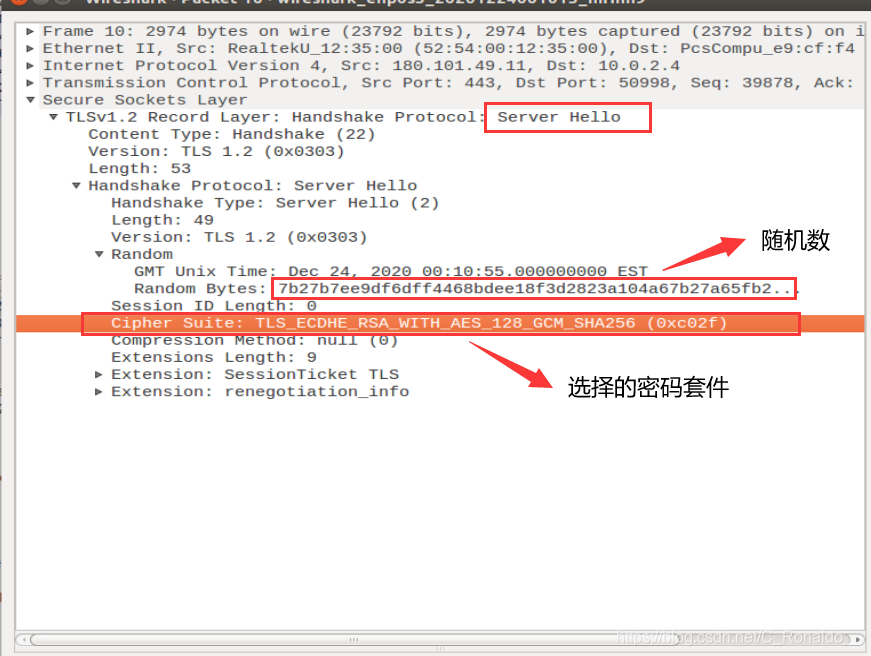 Frame 10: 2974 bytes on wire (23792 bits), 2974 bytes captured (23792 bits) on i
Ethernet II, Src: RealtekU_12:35:00 (52:54:00:12:35:00), Dst: PcsCompu_e9:cf:f4
Internet Protocol Version 4, Src: 180.101.49.11, Dst: 10.0.2.4
Transmission Control Protocol, Src Port: 443, Dst Port: 50998, Seq: 39878, Ack:
Secure Sockets Layer
TLSv1.2 Record Layer: Handshake Protocol: Server Hello
Content Type: Handshake (22)
Version: TLS 1.2 (0x0303)
Length: 53
Handshake Protocol: Server Hello
Handshake Type: Server Hello (2)
Length: 49
Version: TLS 1.2 (0x0303)
Random
随机数
GMT Unix Time: Dec 24, 2020 00:10:55.000000000 EST
Random Bytes: 7b27b7ee9df6dff4468bdee18f3d2823a104a67b27a65fb2...
Session ID Length: 0
Cipher Suite: TLS_ECDHE_RSA_WITH_AES_128_GCM_SHA256 (0xc02f)
Compression Method: null (0)
Extensions Length: 9
Extension: SessionTicket TLS
选择的密码套件
Extension: renegotiation_info
https://blog.csdn.net/C_Ronaldo_